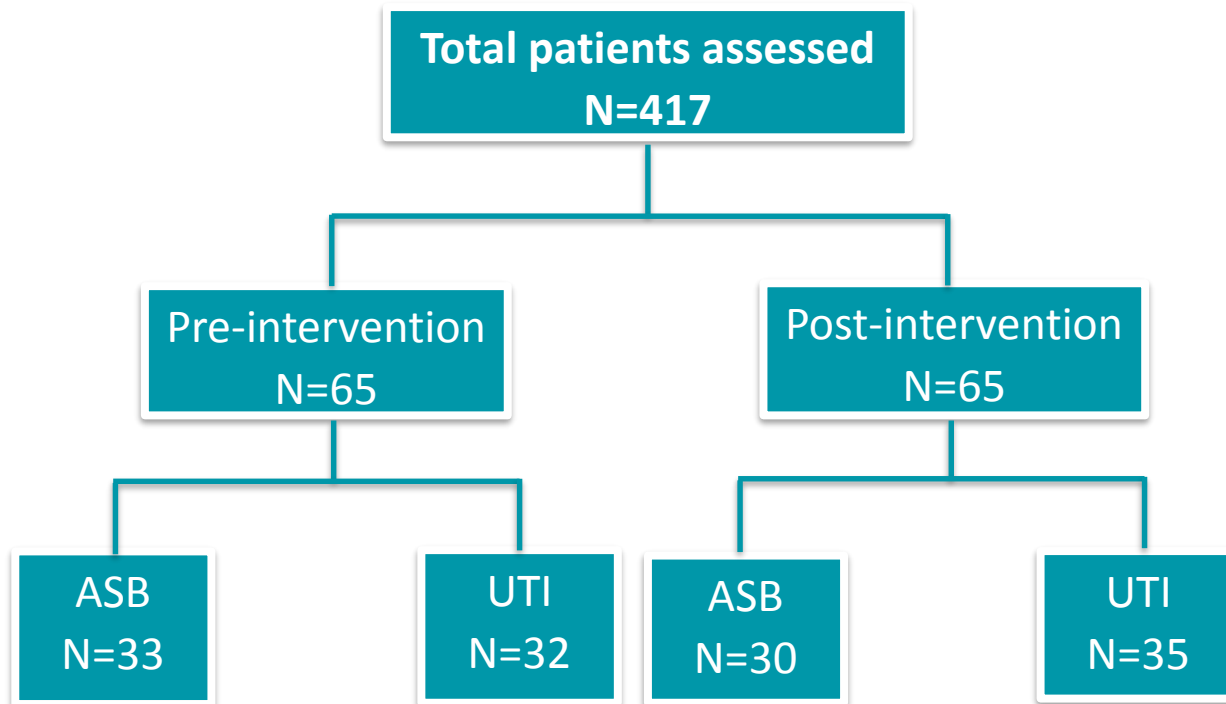 Total patients assessed
N=417
Pre-intervention
N=65
Post-intervention
N=65
ASB
N=33
UTI
N=32
ASB
N=30
UTI
N=35